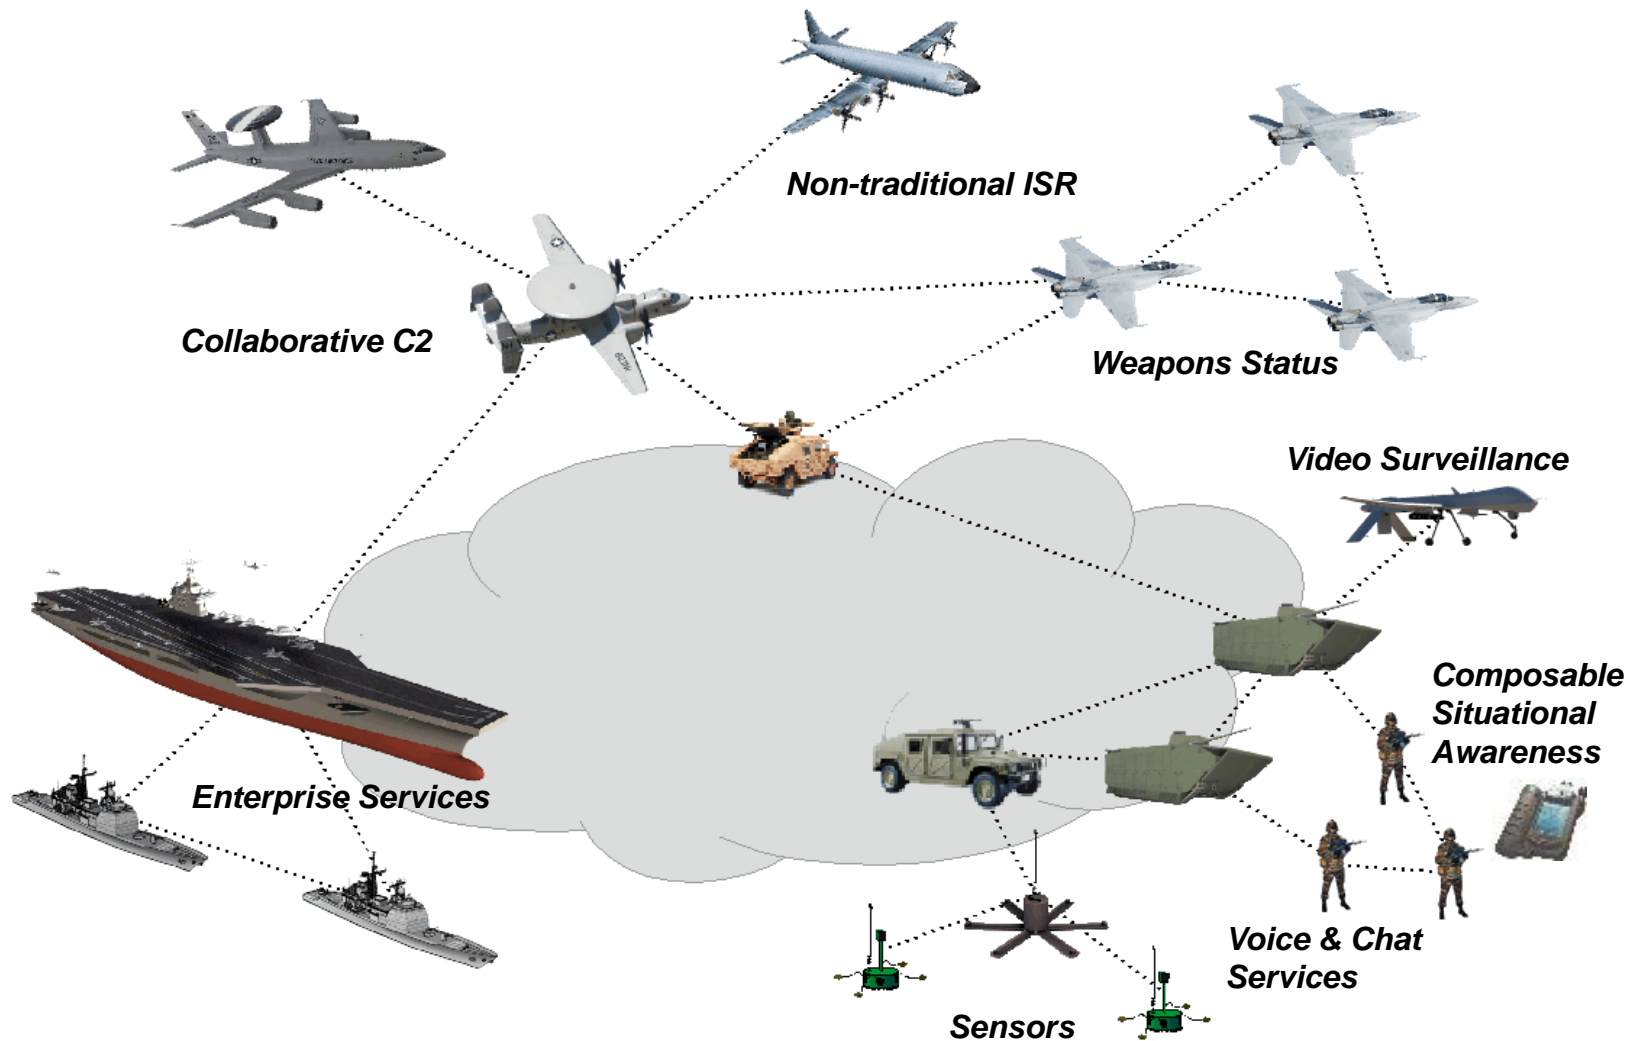 Non-traditional ISR
Collaborative C2
Weapons Status
Video Surveillance
Composable
Situational
Awareness
Enterprise Services
Voice & Chat
Services
Sensors